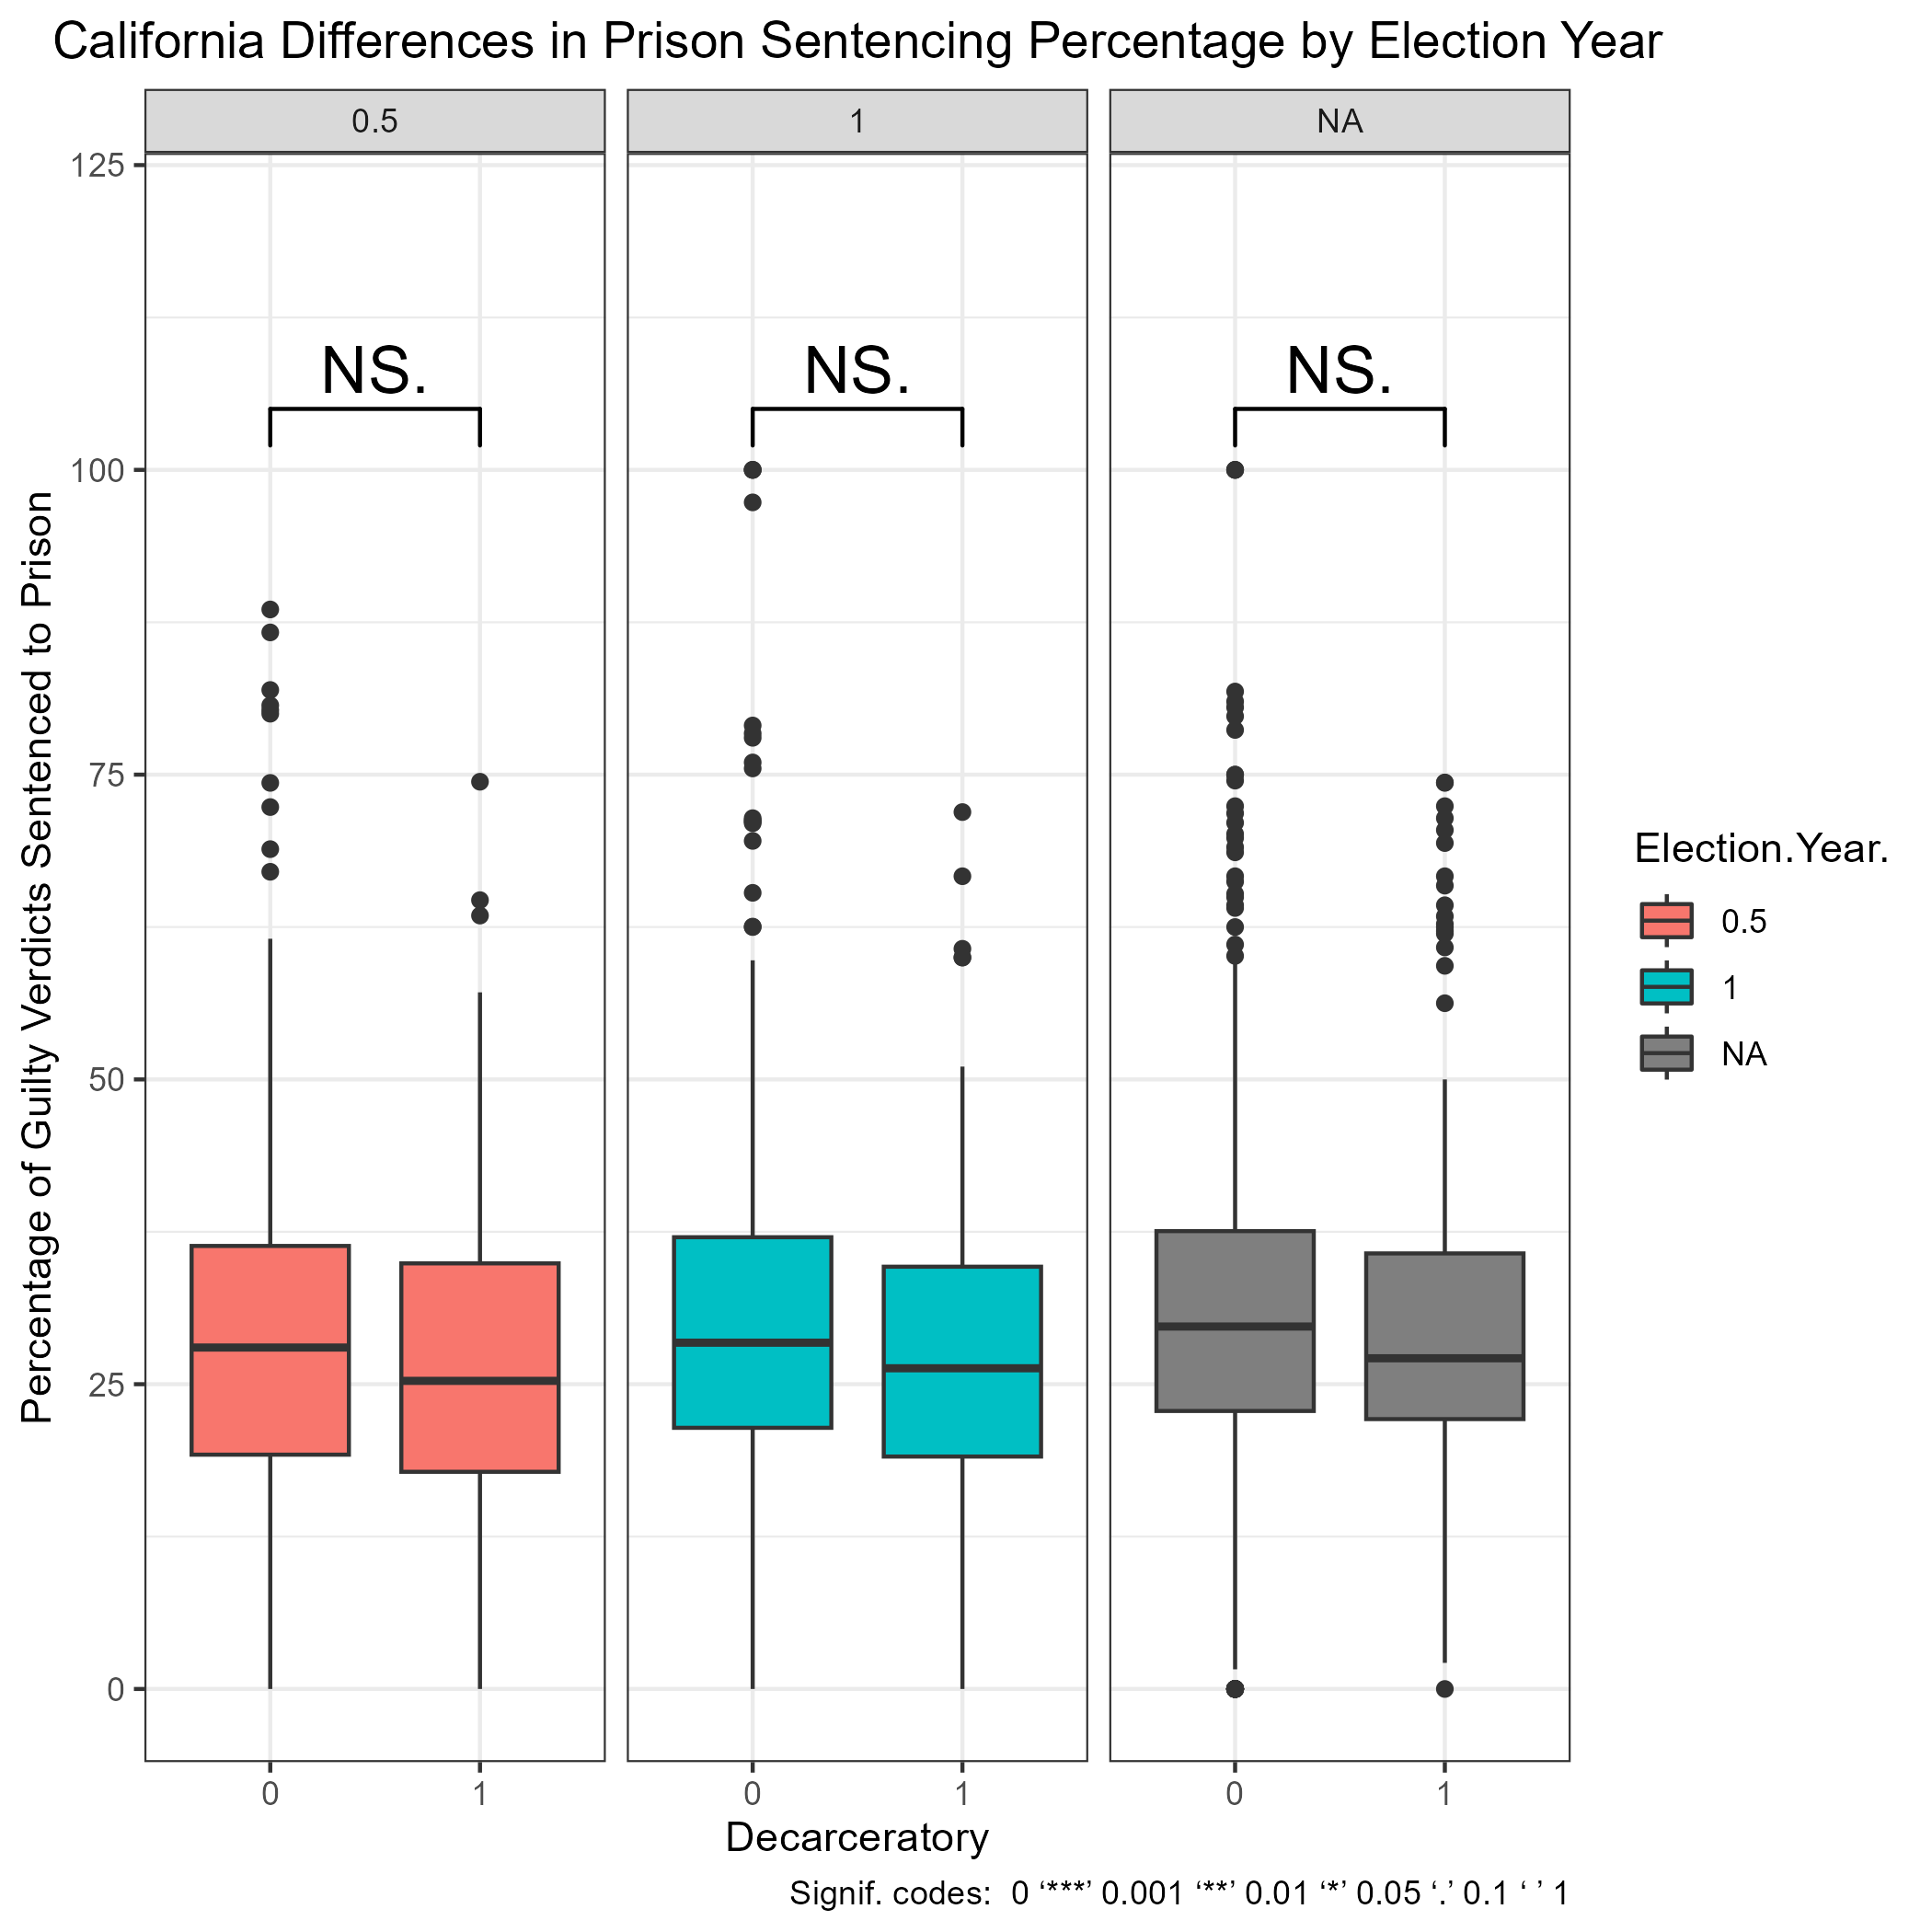 California Differences in Prison Sentencing Percentage by Election Year
0.5 1 NA
125
NS. NS. NS.
100
75
50
25
0
Percentage of Guilty Verdicts Sentenced to Prison
Election.Year.
0.5
1
NA
0 1 0 1 0 1
Decarceratory
Signif. codes:  0 ‘***’ 0.001 ‘**’ 0.01 ‘*’ 0.05 ‘.’ 0.1 ‘ ’ 1